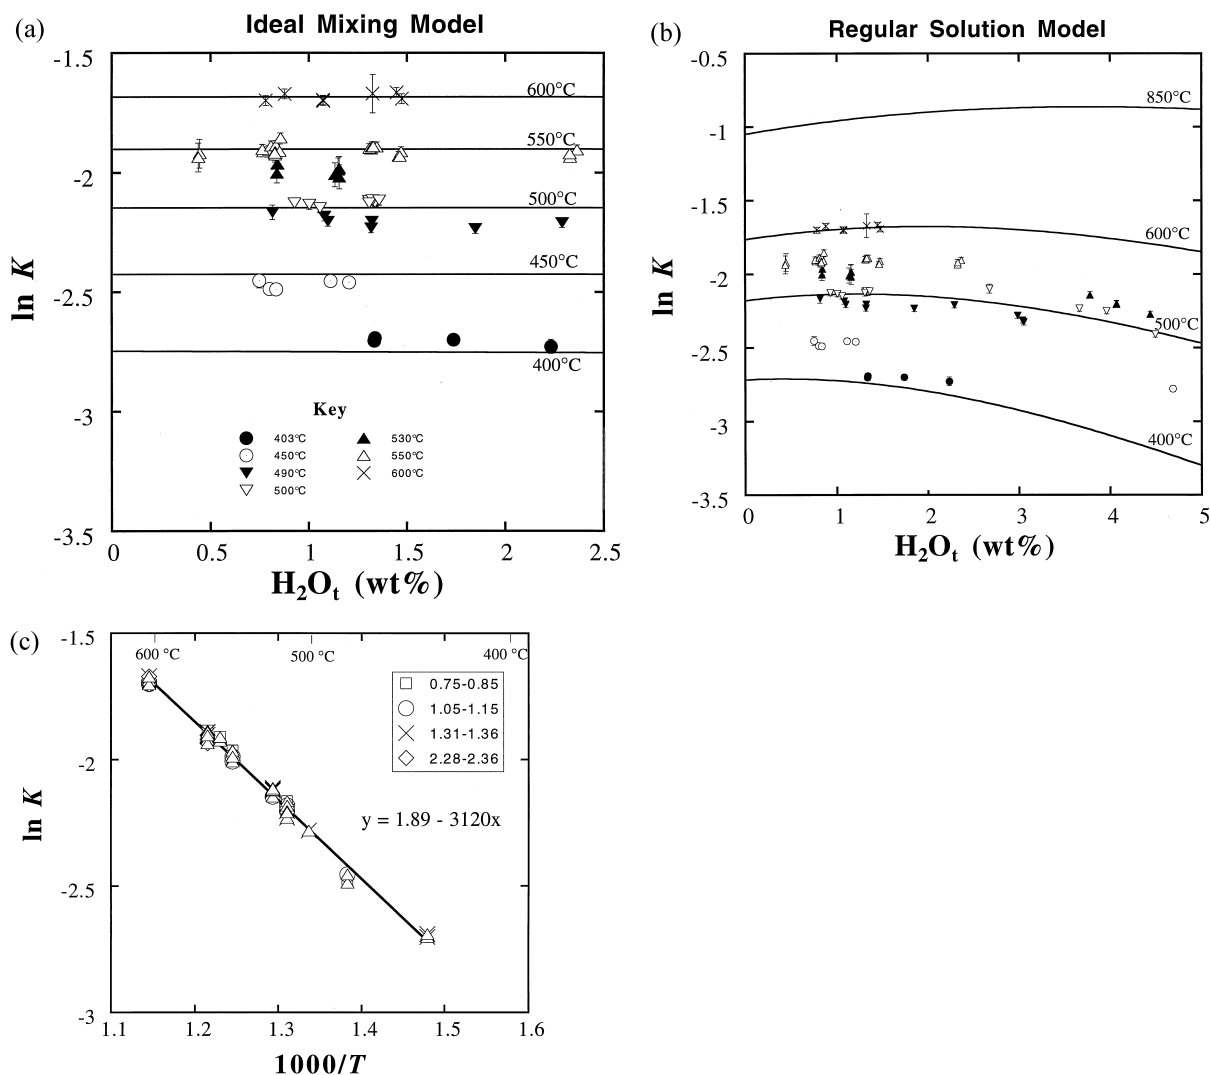 (a)
Ideal Mixing Model
-1.5
-2
-2.5
-3
-3.5
ln K
600°C
550°C
500°C
450°C
400°C
Key
403°C
450°C
490°C
500°C
530°C
550°C
600°C
0 0.5 1 1.5 2 2.5
H₂Oₜ (wt%)
(b)
Regular Solution Model
-0.5
-1
-1.5
-2
-2.5
-3
-3.5
ln K
850°C
600°C
500°C
400°C
0 1 2 3 4 5
H₂Oₜ (wt%)
(c)
-1.5
-2
-2.5
-3
ln K
600 °C 500 °C 400 °C
0.75-0.85
1.05-1.15
1.31-1.36
2.28-2.36
y = 1.89 - 3120x
1.1 1.2 1.3 1.4 1.5 1.6
1000/T